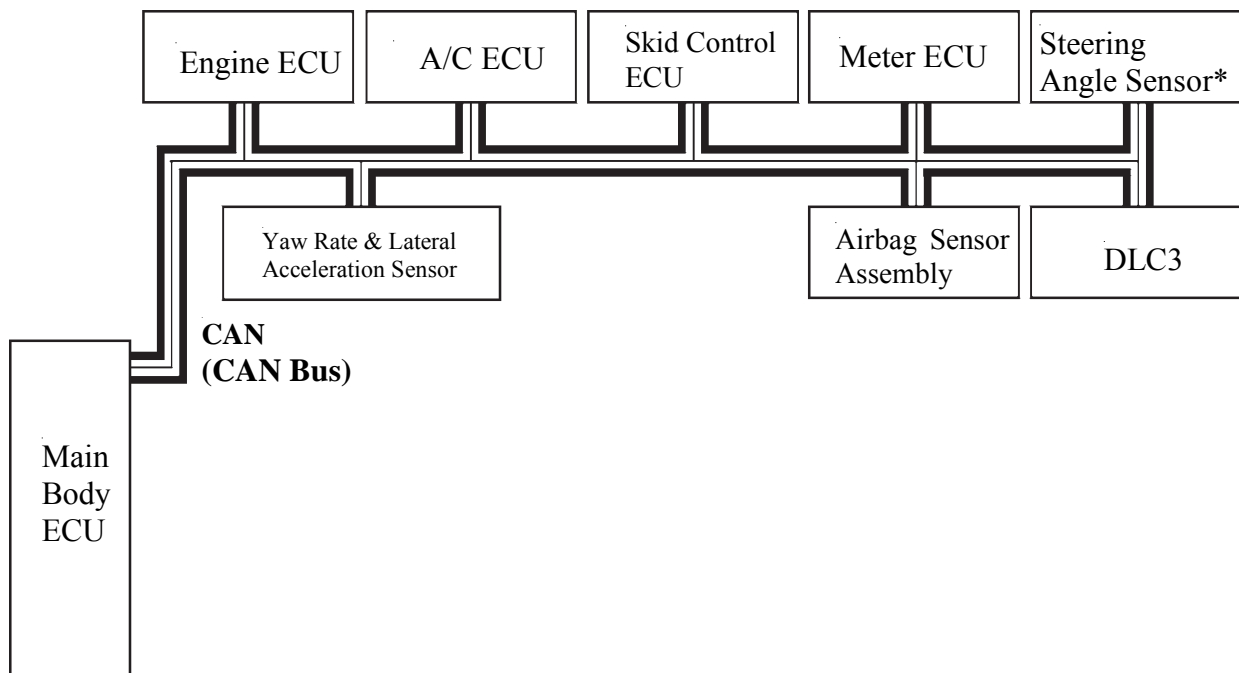 Engine ECU
A/C ECU
Skid Control
ECU
Meter ECU
Steering
Angle Sensor*
Yaw Rate & Lateral
Acceleration Sensor
Airbag Sensor
Assembly
DLC3
CAN
(CAN Bus)
Main
Body
ECU